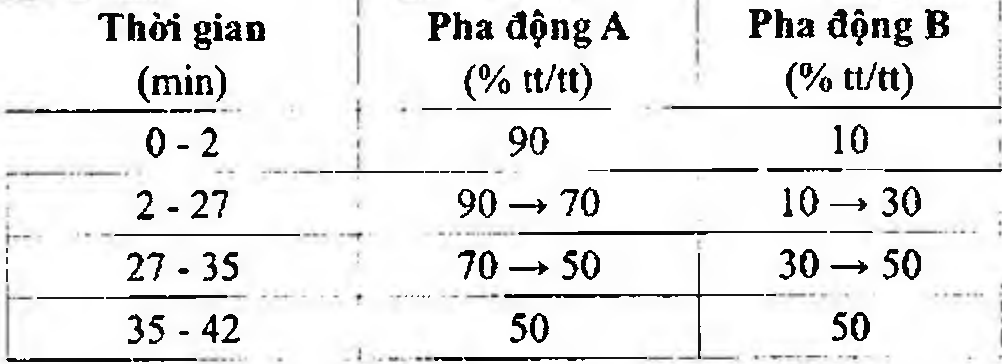 Thời gian Pha động A Pha động B
(min) (% tt/tt) (% tt/tt)
0 - 2 90 10
2 - 27 90 → 70 10 → 30
27 - 35 70 → 50 30 → 50
35 - 42 50 50